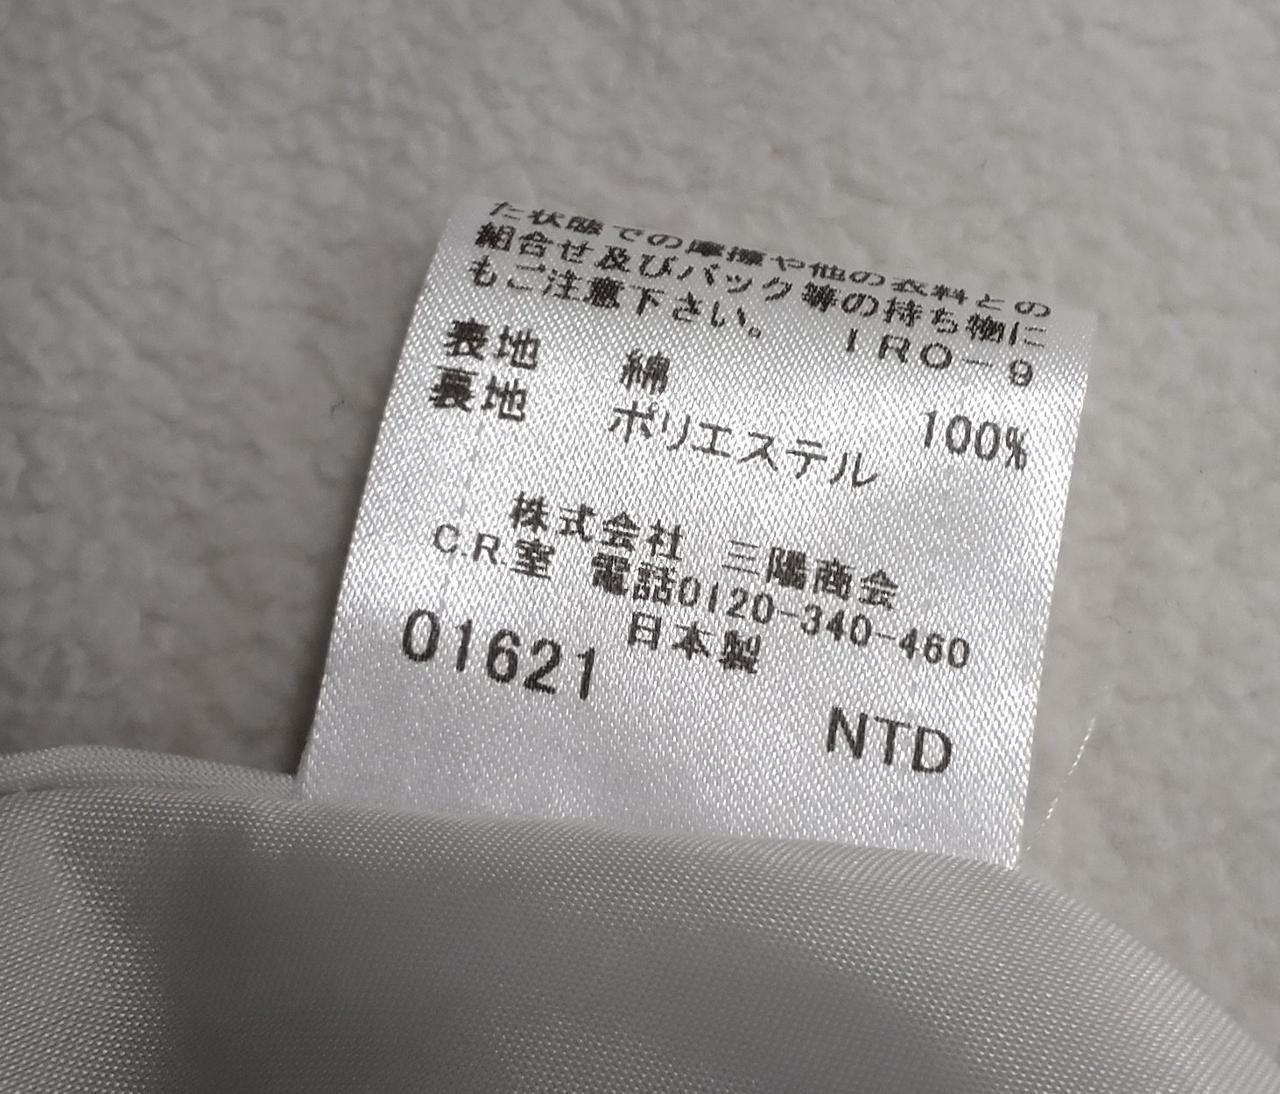 た状態での摩擦や他の衣料との
組合せ及びバック等の持ち物に
もご注意下さい。 IRO-9
表地 綿 100%
裏地 ポリエステル
株式会社 三陽商会
C.R.室 電話0120-340-460
日本製
01621
NTD